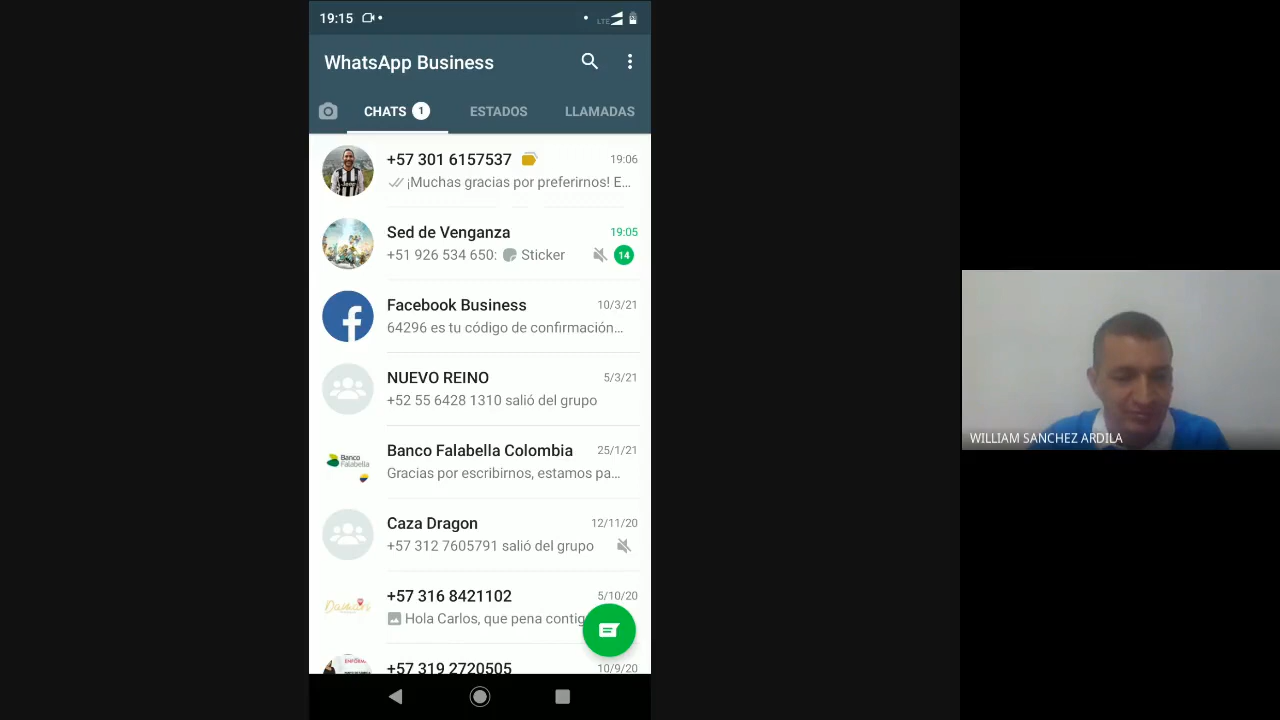 19:15
LTE
WhatsApp Business
CHATS 1
ESTADOS
LLAMADAS
+57 301 6157537
19:06
¡Muchas gracias por preferirnos! E…
Sed de Venganza
19:05
+51 926 534 650: Sticker
14
Facebook Business
10/3/21
64296 es tu código de confirmación…
NUEVO REINO
5/3/21
+52 55 6428 1310 salió del grupo
Banco Falabella
Banco Falabella Colombia
25/1/21
Gracias por escribirnos, estamos pa…
Caza Dragon
12/11/20
+57 312 7605791 salió del grupo
+57 316 8421102
5/10/20
Hola Carlos, que pena contig
+57 319 2720505
10/9/20
WILLIAM SANCHEZ ARDILA